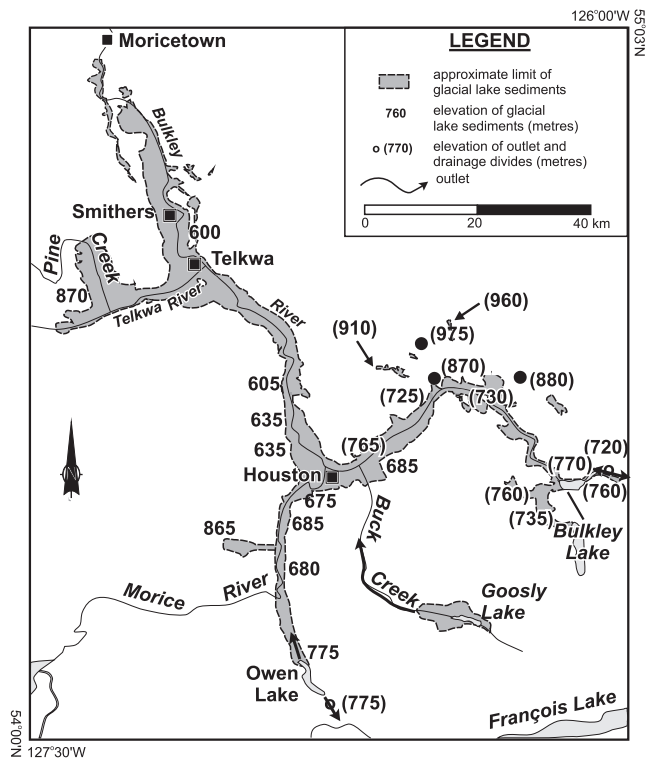 126°00'W
55°03'N
Moricetown
LEGEND
approximate limit of
glacial lake sediments
760 elevation of glacial
lake sediments (metres)
(770) elevation of outlet and
drainage divides (metres)
outlet
0 20 40 km
Bulkley
Smithers
600
Pine
Creek
Telkwa
870
Telkwa River
River
(960)
(910)
(975)
(870)
(880)
605
(725)
(730)
635
635
(765)
685
(720)
(770)
Houston
675
(760)
(760)
685
(735)
Buck
Bulkley
Lake
865
680
Creek
Goosly
Lake
Morice
River
775
Owen
Lake
(775)
François Lake
54°00'N
127°30'W